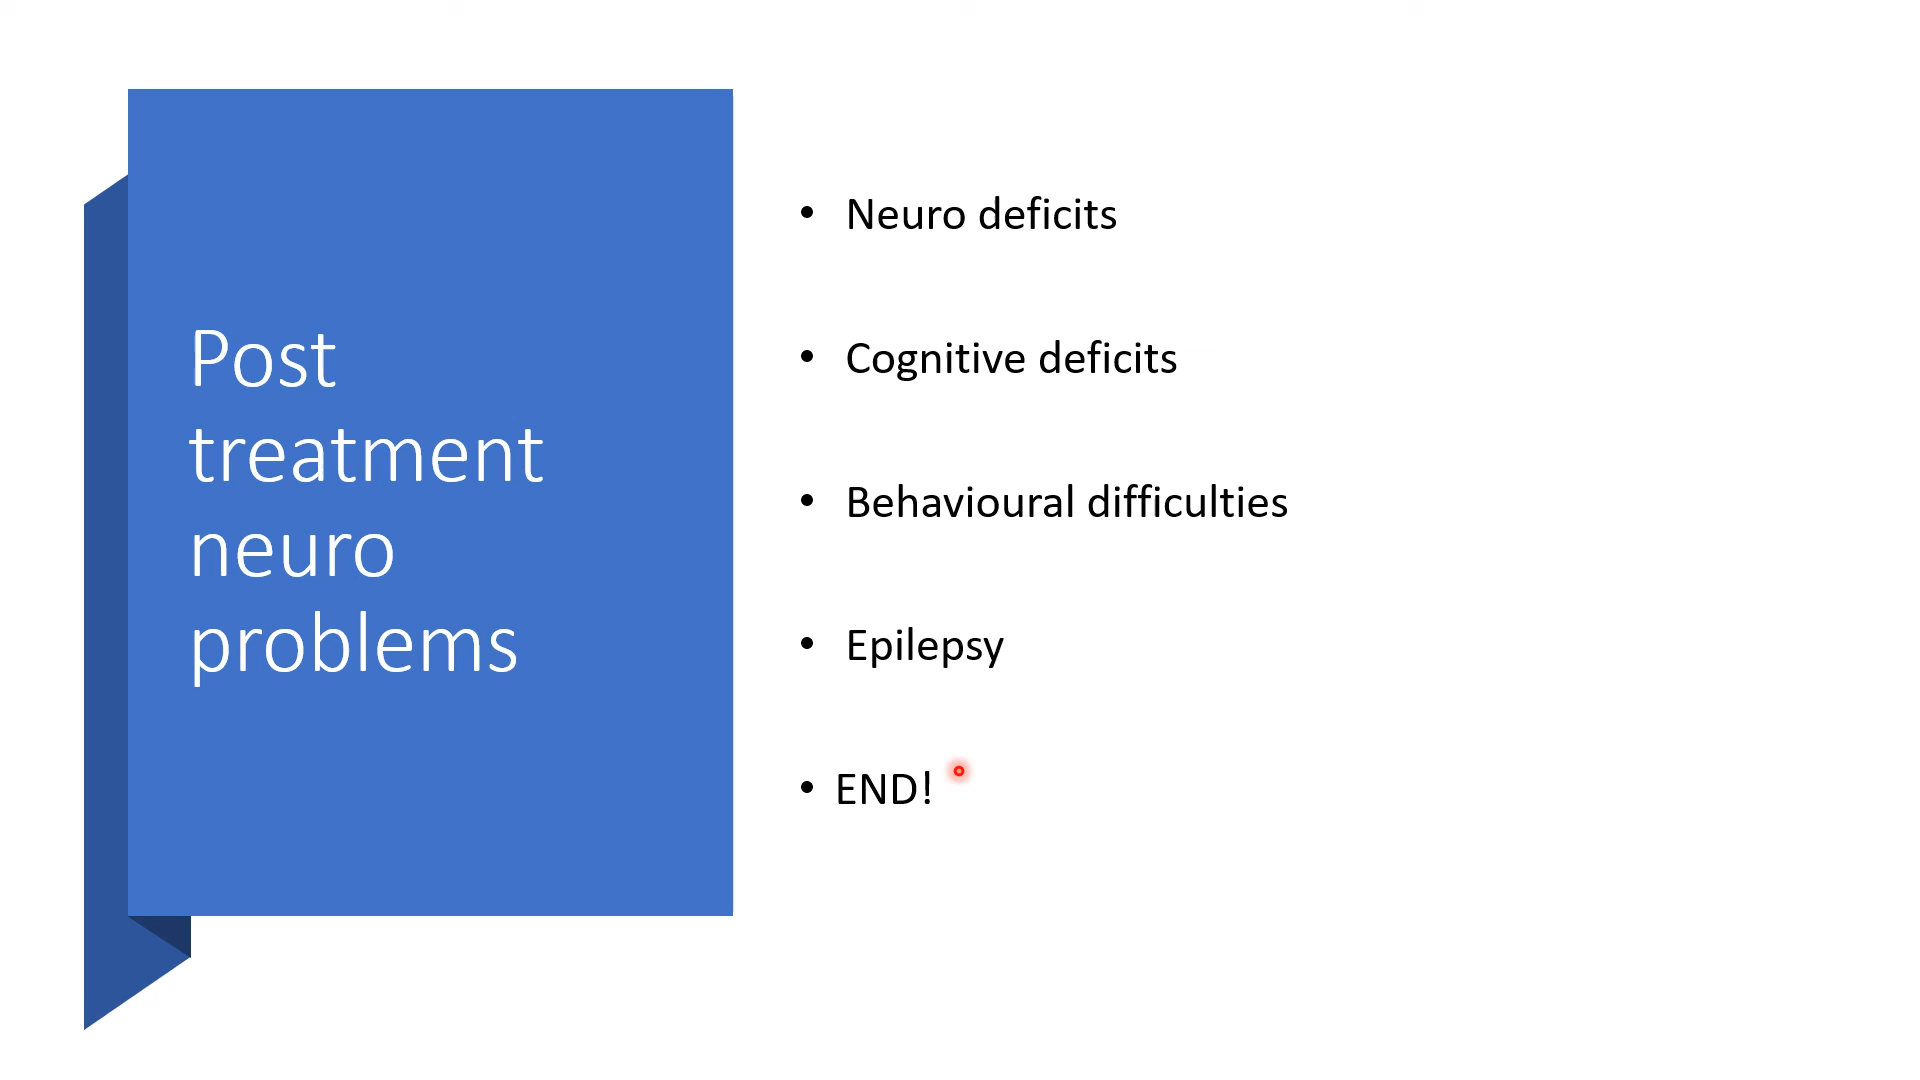 Post
treatment
neuro
problems
• Neuro deficits
• Cognitive deficits
• Behavioural difficulties
• Epilepsy
• END!